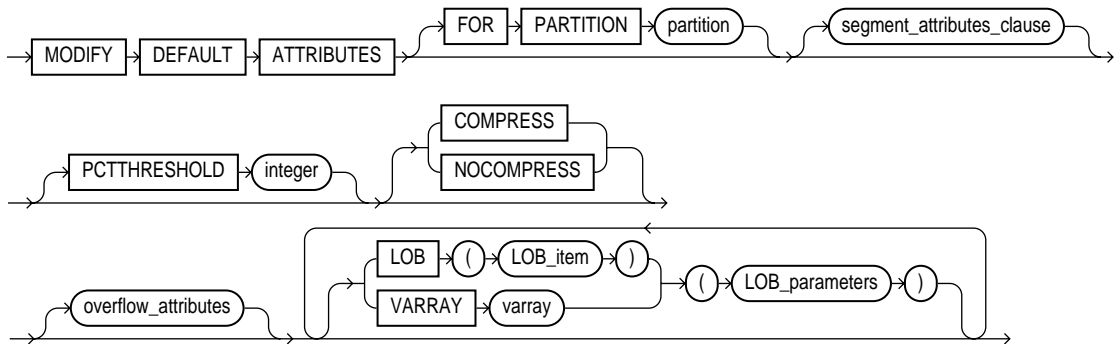 MODIFY DEFAULT ATTRIBUTES FOR PARTITION partition segment_attributes_clause
PCTTHRESHOLD integer COMPRESS
NOCOMPRESS
overflow_attributes LOB ( LOB_item ) ( LOB_parameters )
VARRAY varray